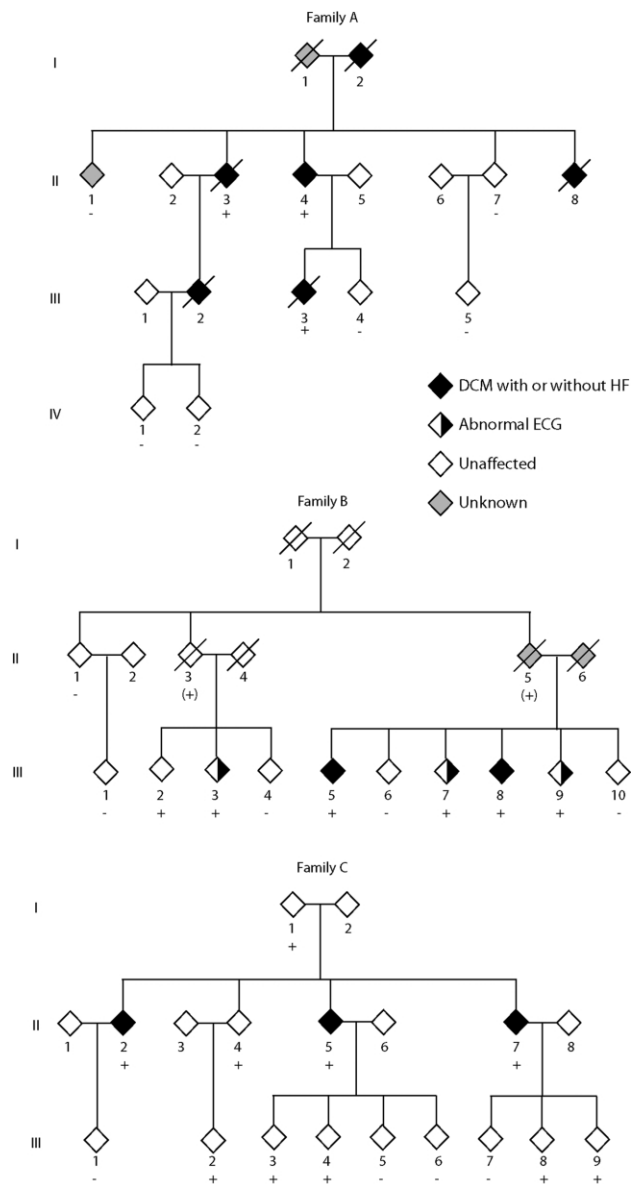 Family A
I
1 2
II
1 2 3 4 5 6 7 8
- + + -
III
1 2 3 4 5
+ - -
IV
1 2
- -
DCM with or without HF
Abnormal ECG
Unaffected
Unknown
Family B
I
1 2
II
1 2 3 4 5 6
- (+) (+)
III
1 2 3 4 5 6 7 8 9 10
- + + - + - + + + -
Family C
I
1 2
+
II
1 2 3 4 5 6 7 8
+ + + +
III
1 2 3 4 5 6 7 8 9
- + + + - - - + +